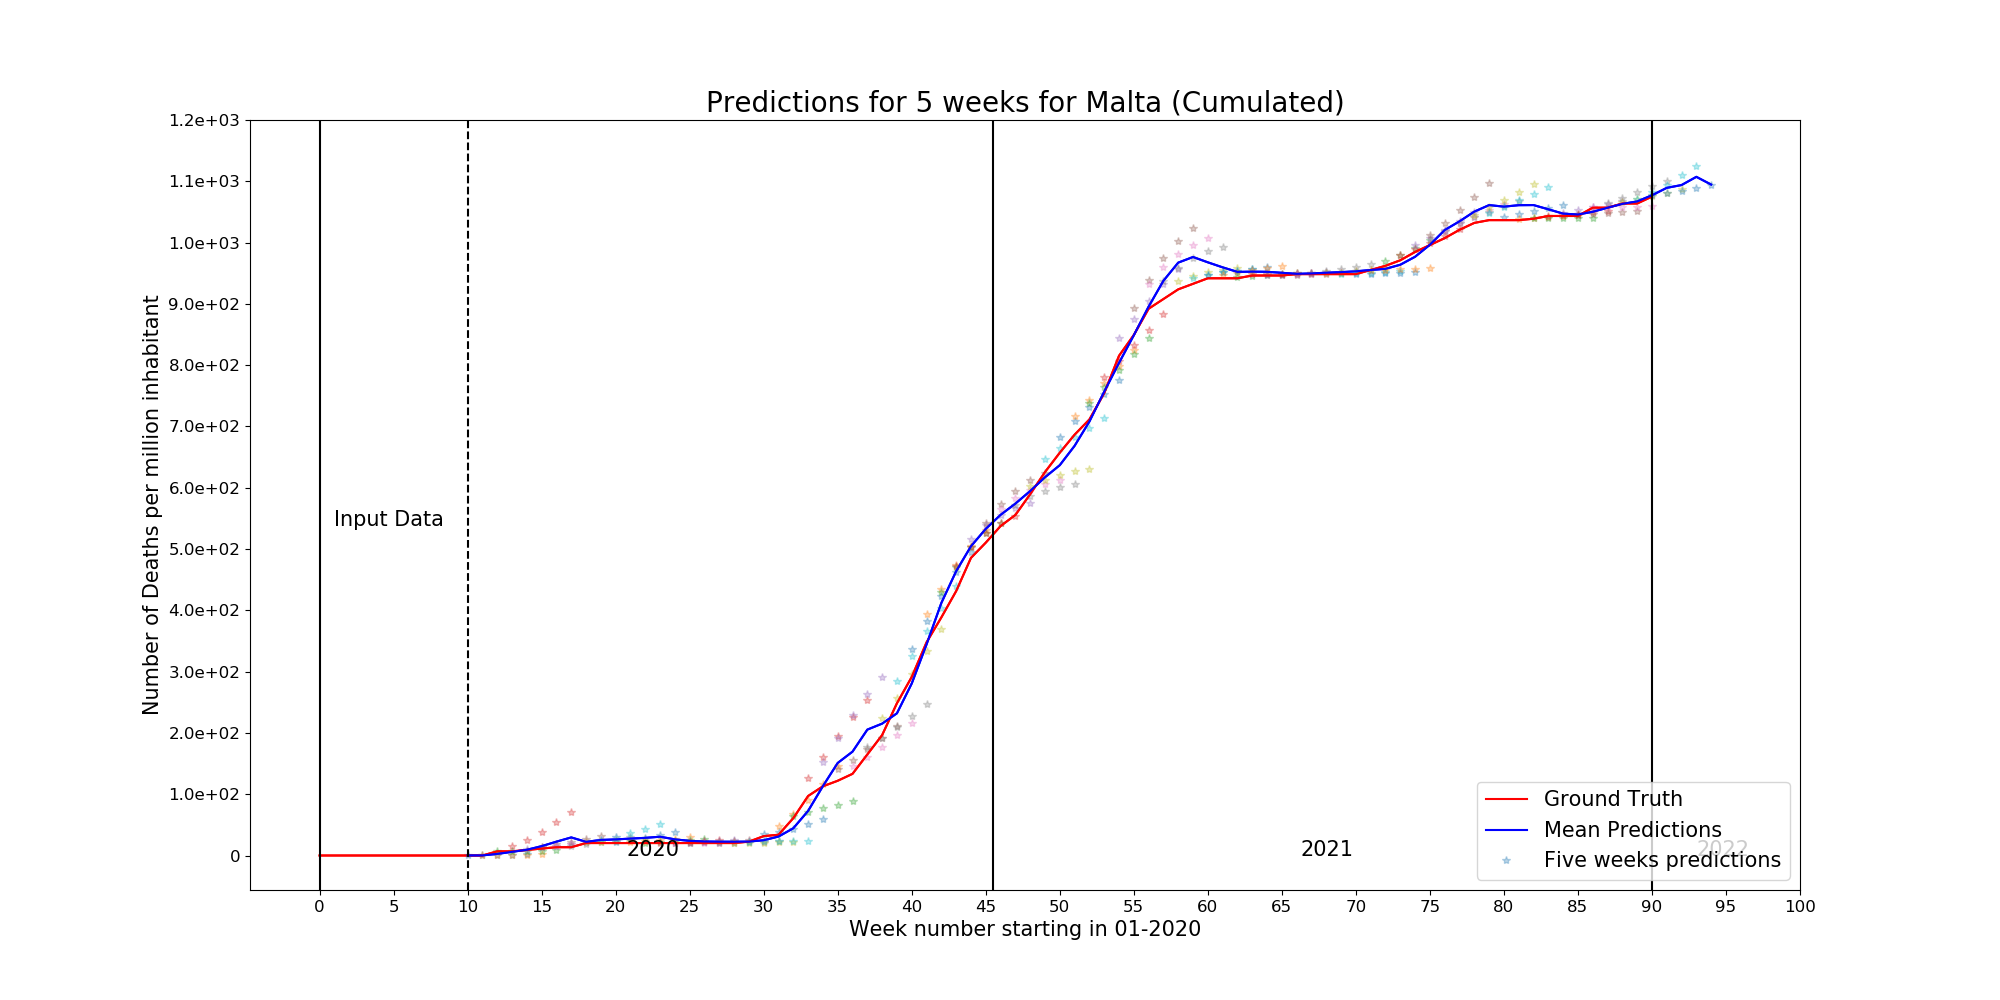 Predictions for 5 weeks for Malta (Cumulated)
1.2e+03
1.1e+03
1.0e+03
9.0e+02
8.0e+02
7.0e+02
6.0e+02
5.0e+02
4.0e+02
3.0e+02
2.0e+02
1.0e+02
0
Number of Deaths per million inhabitant
Input Data
2020
2021
2022
Ground Truth
Mean Predictions
Five weeks predictions
0 5 10 15 20 25 30 35 40 45 50 55 60 65 70 75 80 85 90 95 100
Week number starting in 01-2020